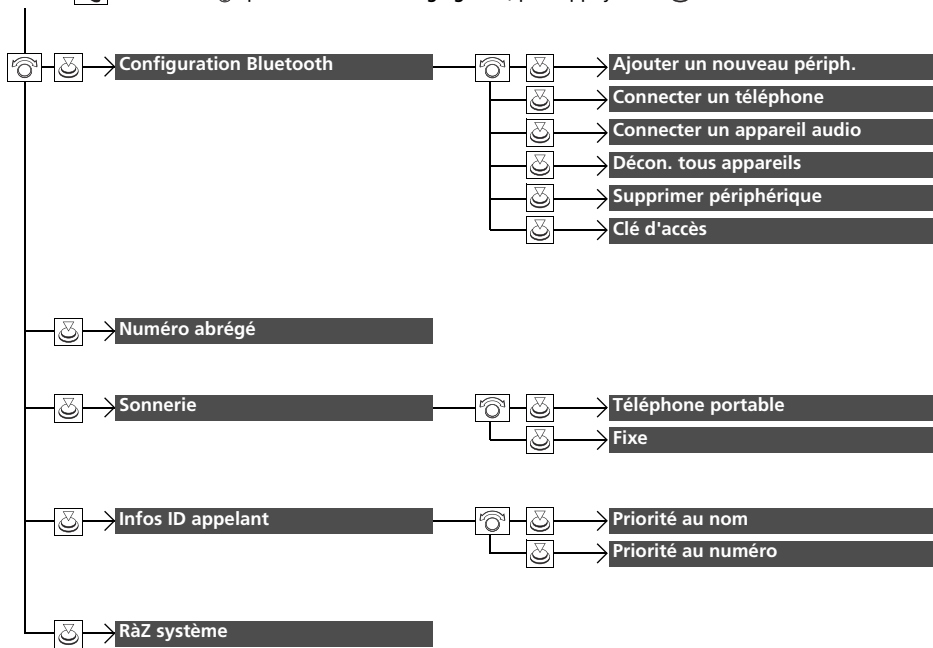 Configuration Bluetooth
Ajouter un nouveau périph.
Connecter un téléphone
Connecter un appareil audio
Décon. tous appareils
Supprimer périphérique
Clé d'accès
Numéro abrégé
Sonnerie
Téléphone portable
Fixe
Infos ID appelant
Priorité au nom
Priorité au numéro
RàZ système